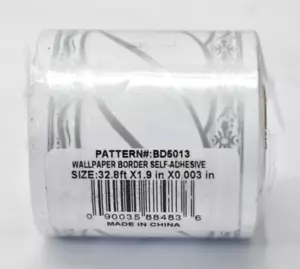 PATTERN#:BD5013
WALLPAPER BORDER SELF-ADHESIVE
SIZE:32.8ft X1.9 in X0.003 in
0 90035 88483 6
MADE IN CHINA